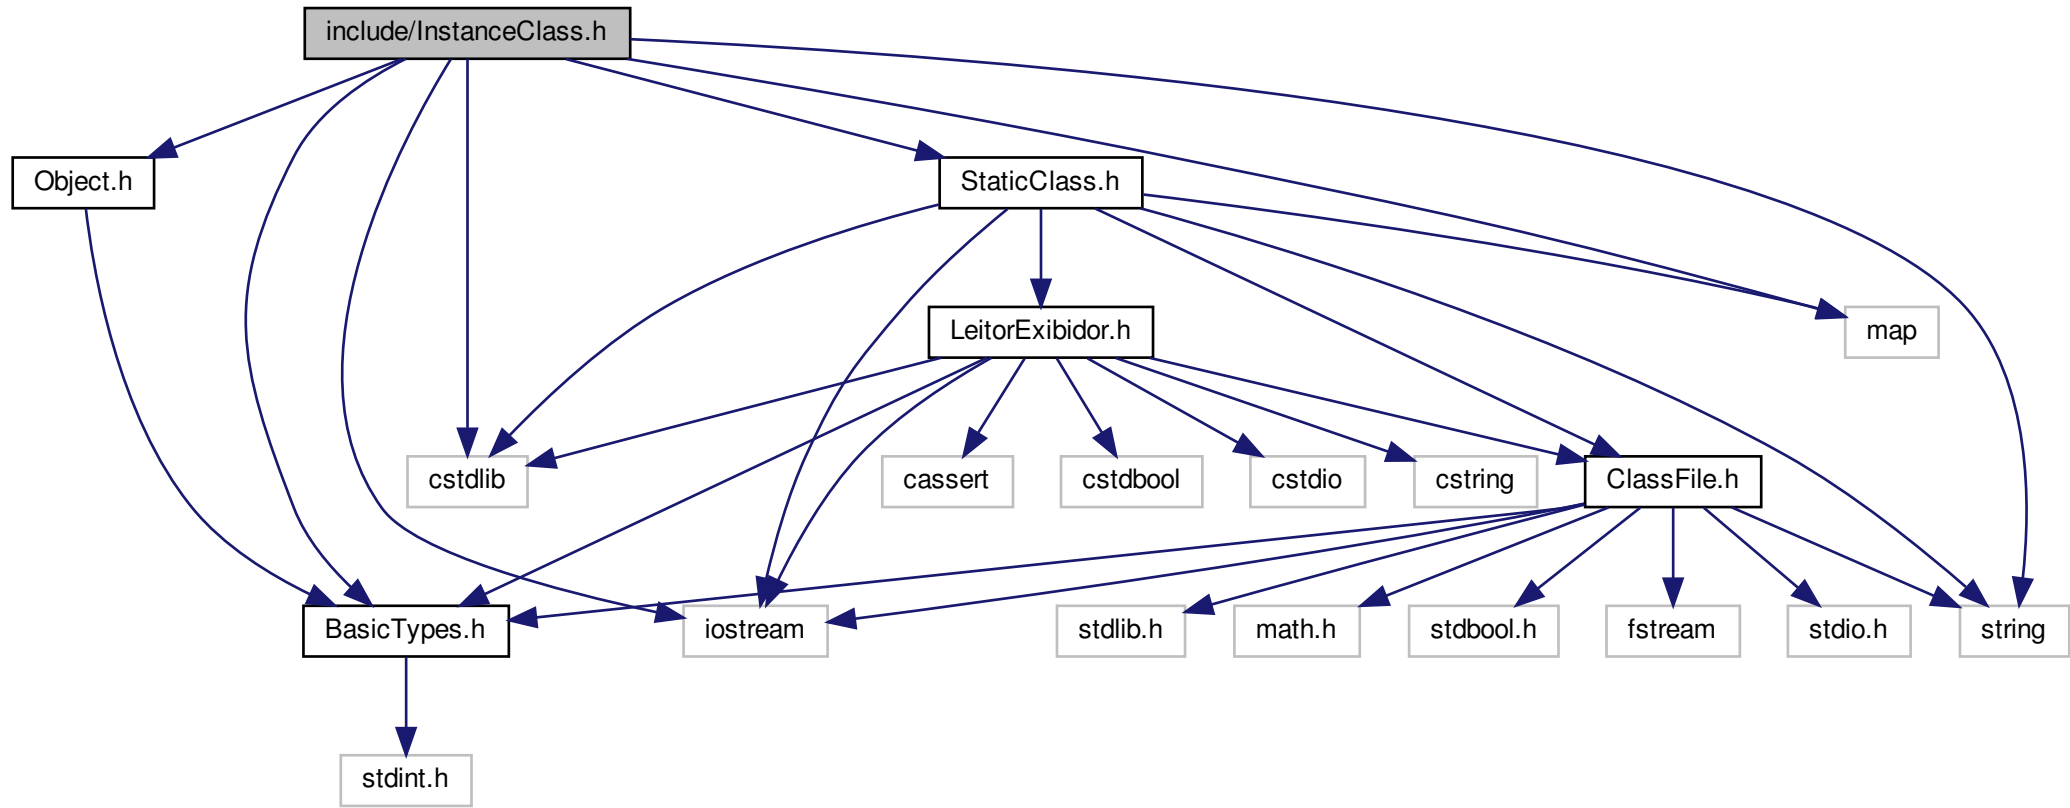 include/InstanceClass.h
Object.h
StaticClass.h
LeitorExibidor.h
map
cstdlib
cassert
cstdbool
cstdio
cstring
ClassFile.h
BasicTypes.h
iostream
stdlib.h
math.h
stdbool.h
fstream
stdio.h
string
stdint.h